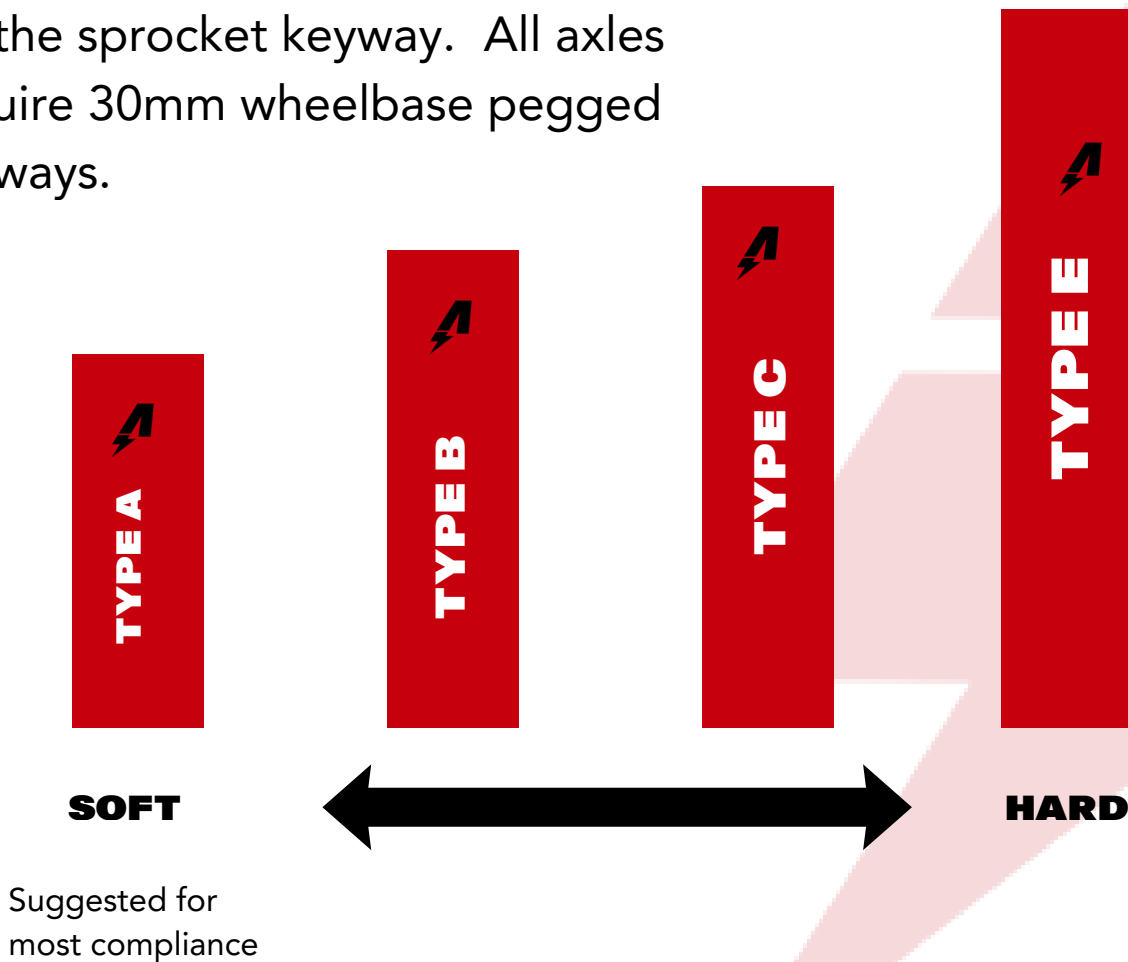 the sprocket keyway.  All axles
uire 30mm wheelbase pegged
ways.
TYPE A
TYPE B
TYPE C
TYPE E
SOFT
HARD
Suggested for
most compliance